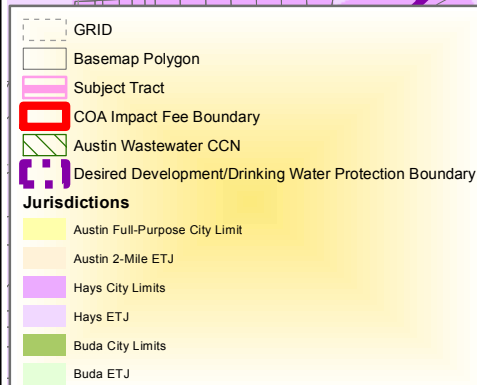 GRID
Basemap Polygon
Subject Tract
COA Impact Fee Boundary
Austin Wastewater CCN
Desired Development/Drinking Water Protection Boundary
Jurisdictions
Austin Full-Purpose City Limit
Austin 2-Mile ETJ
Hays City Limits
Hays ETJ
Buda City Limits
Buda ETJ